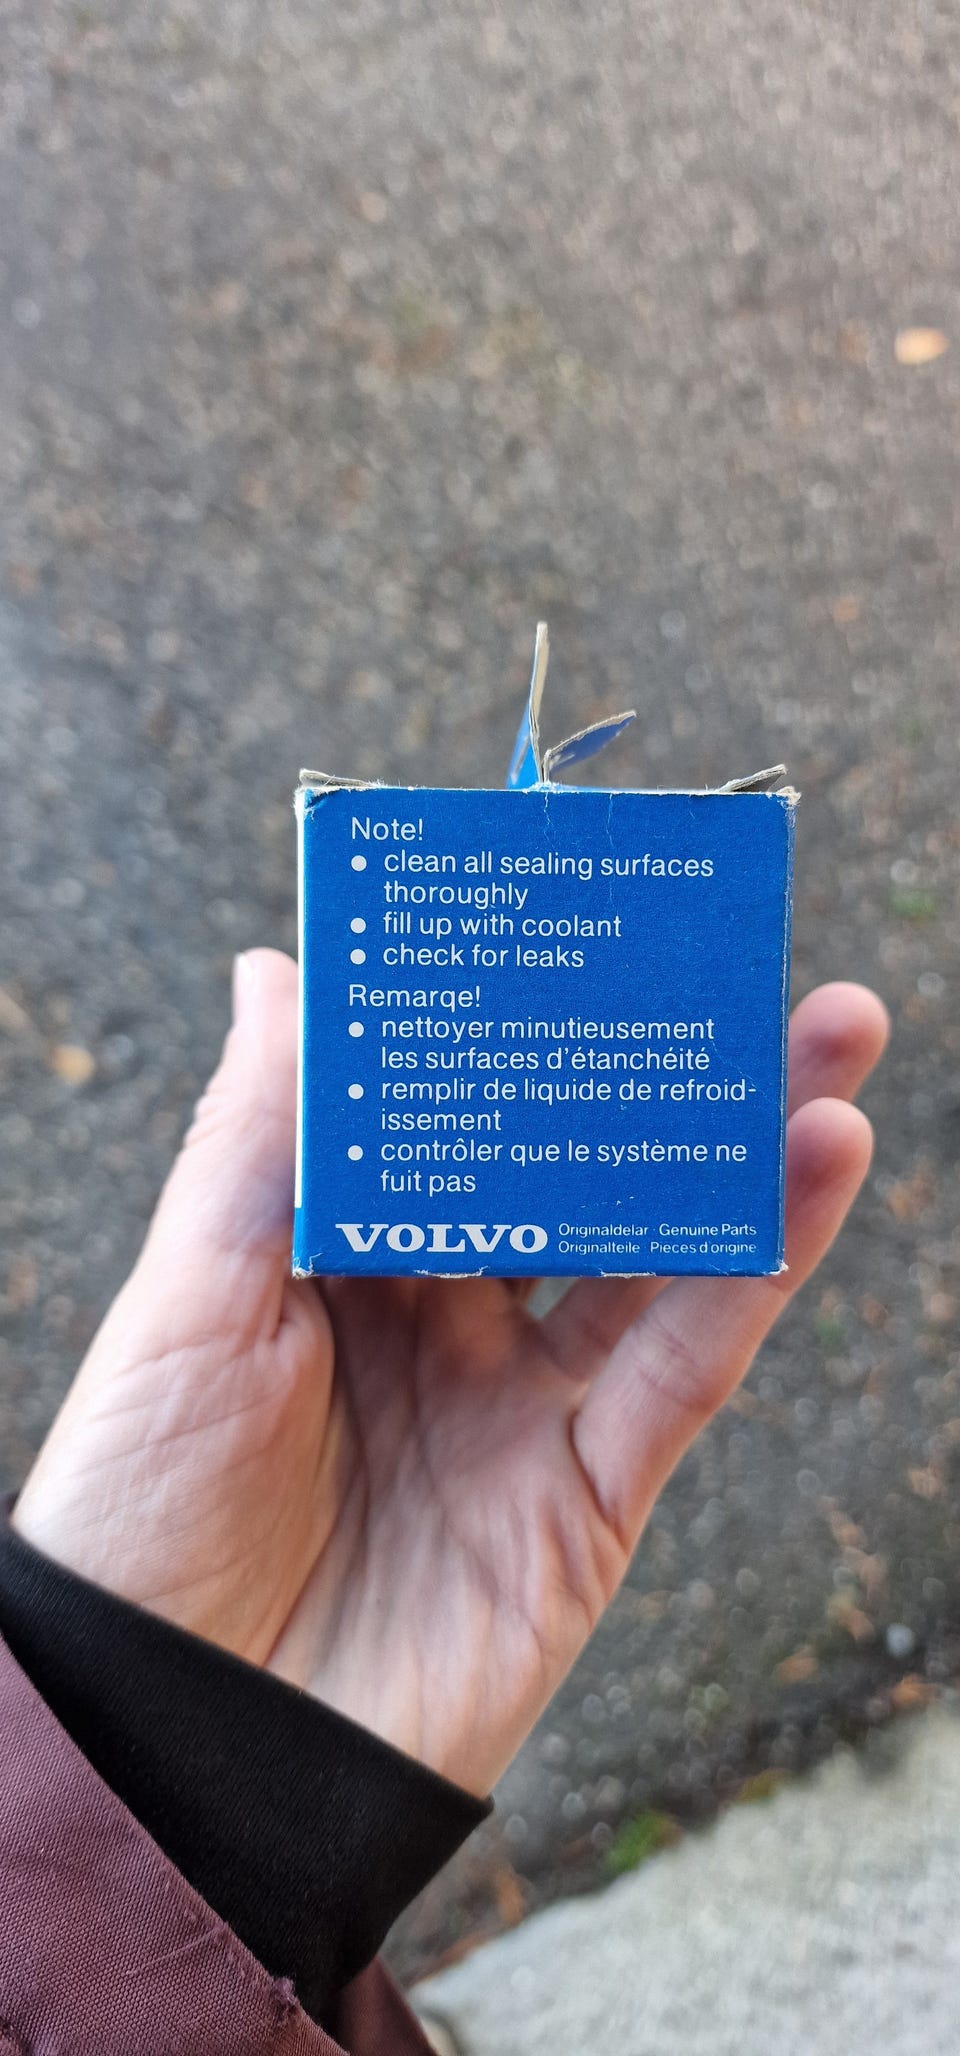 Note!
● clean all sealing surfaces
thoroughly
● fill up with coolant
● check for leaks
Remarqe!
● nettoyer minutieusement
les surfaces d'étanchéité
● remplir de liquide de refroid-
issement
● contrôler que le système ne
fuit pas
VOLVO Originaldelar · Genuine Parts
Originalteile Pieces d'origine